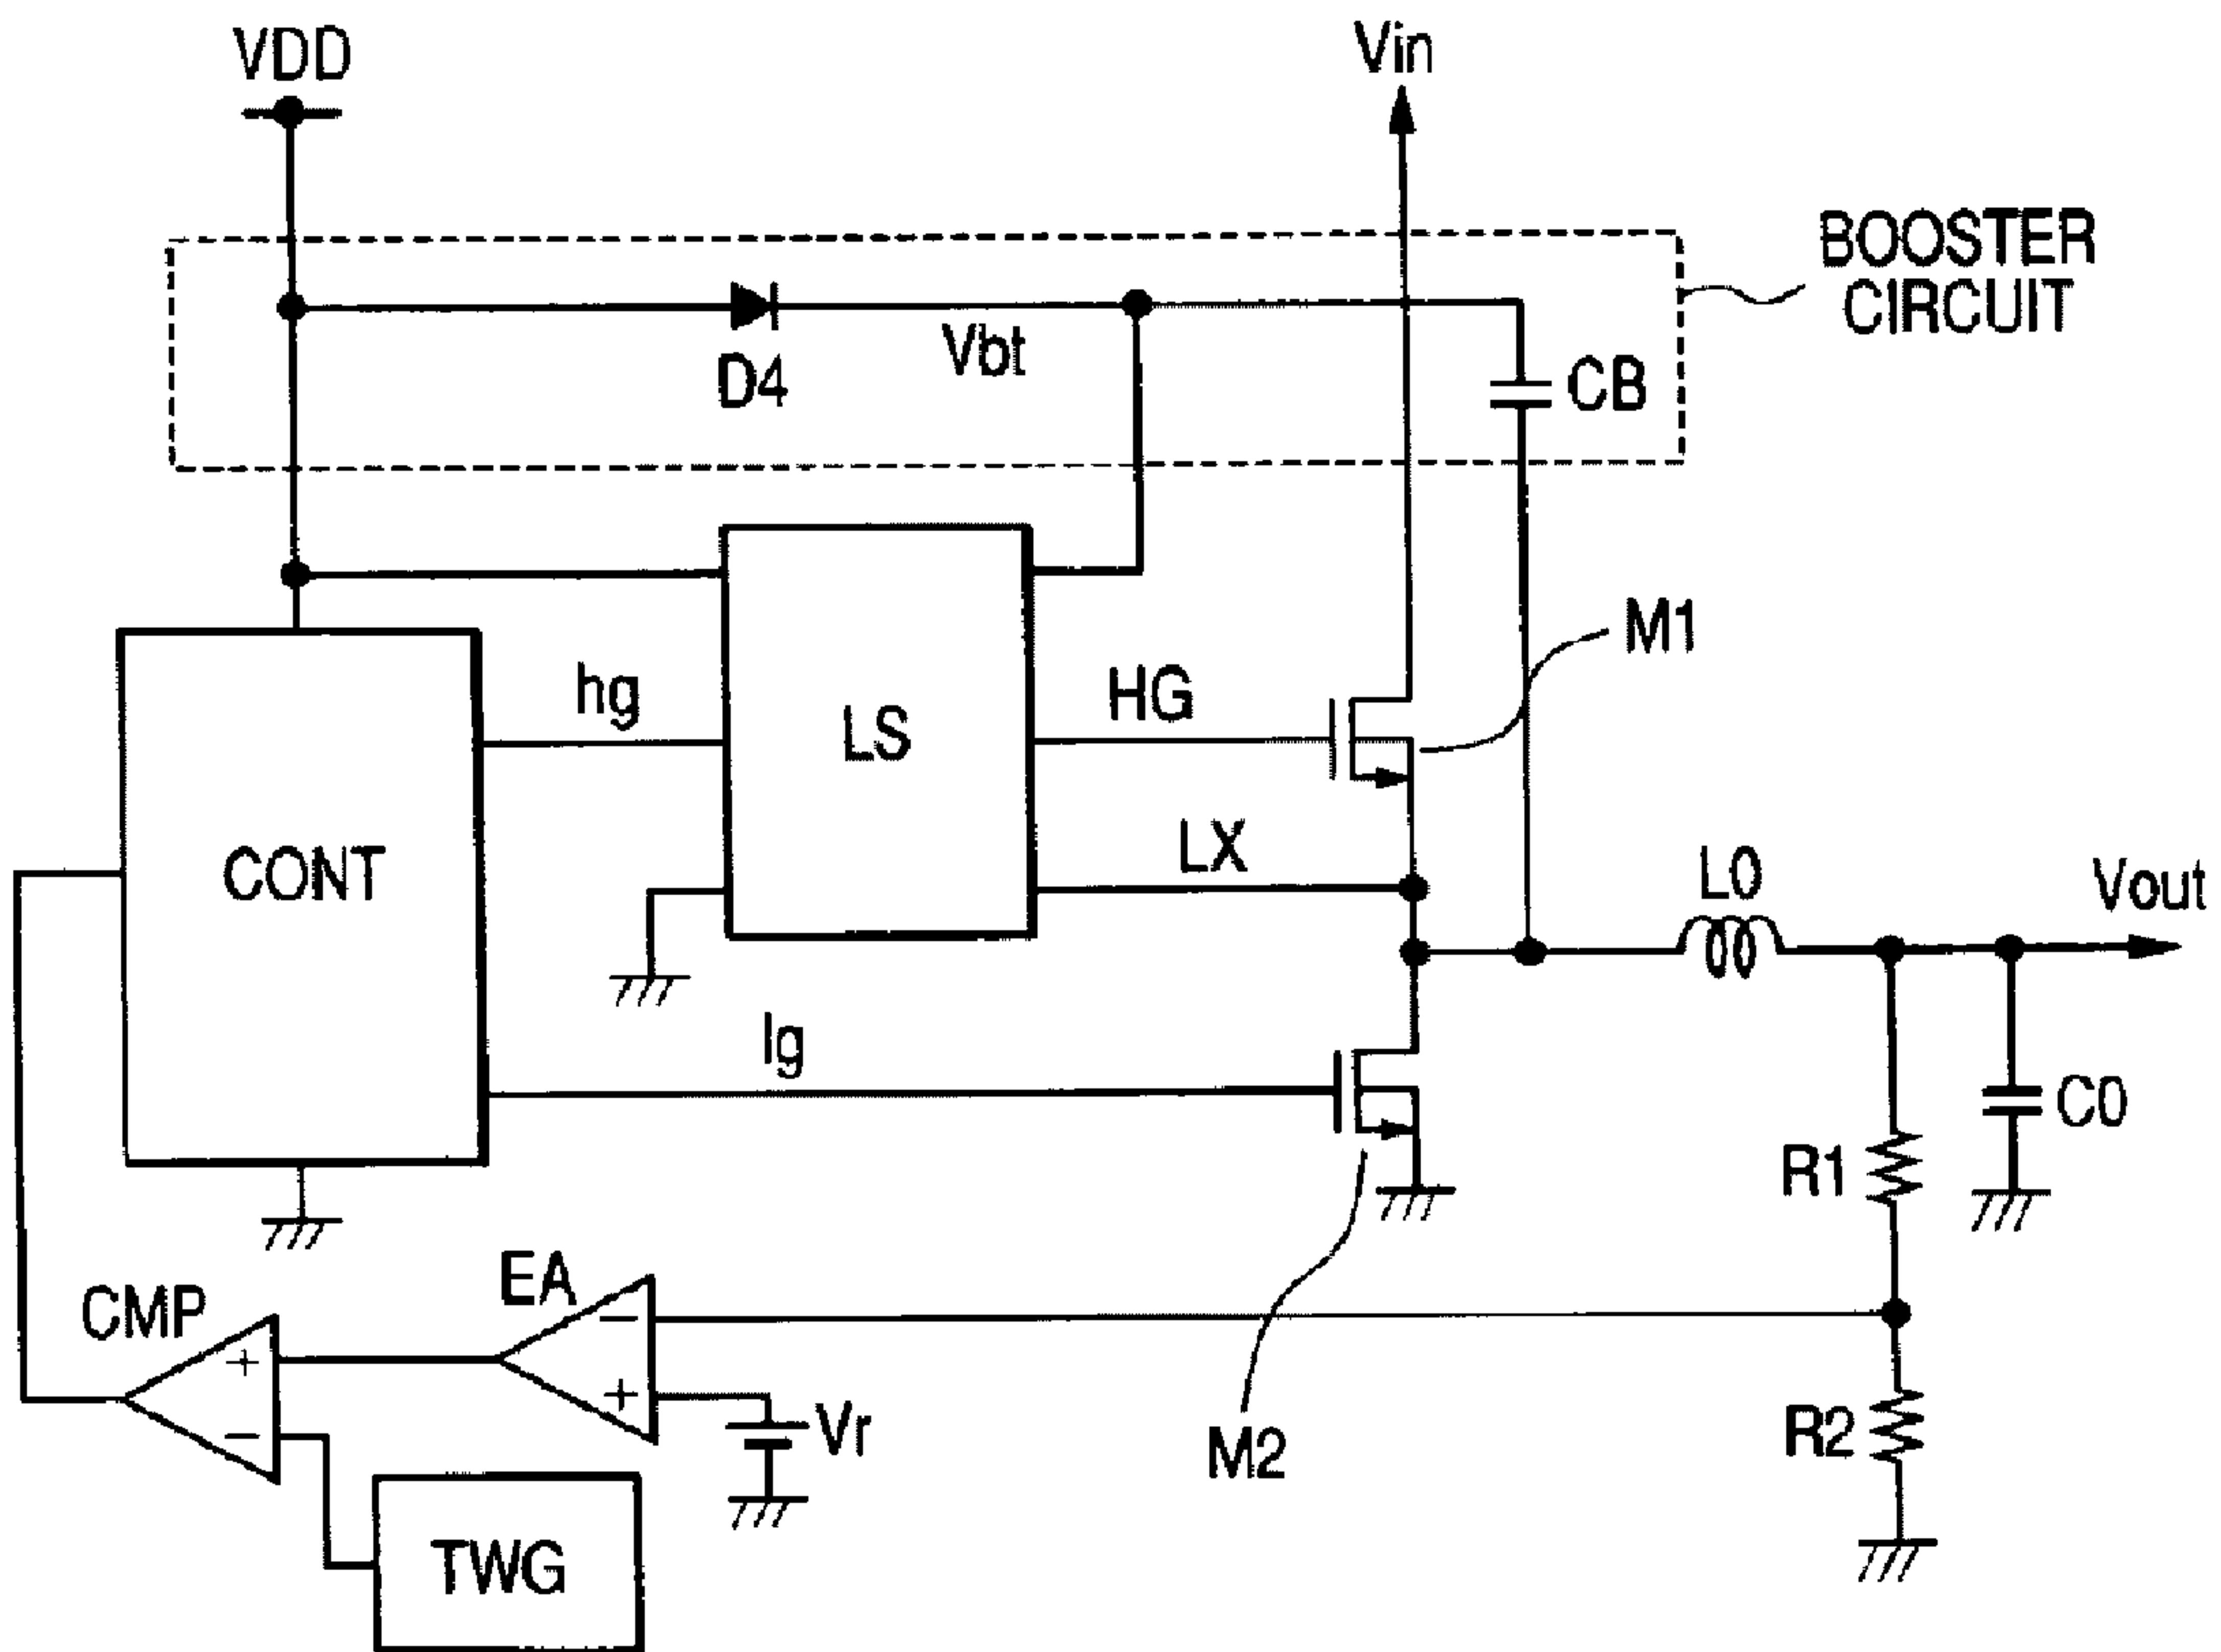 VDD
Vin
BOOSTER
CIRCUIT
D4
Vbt
CB
M1
hg
LS
HG
CONT
LX
L0
Vout
lg
C0
R1
CMP
EA
+
−
−
+
Vr
M2
R2
TWG